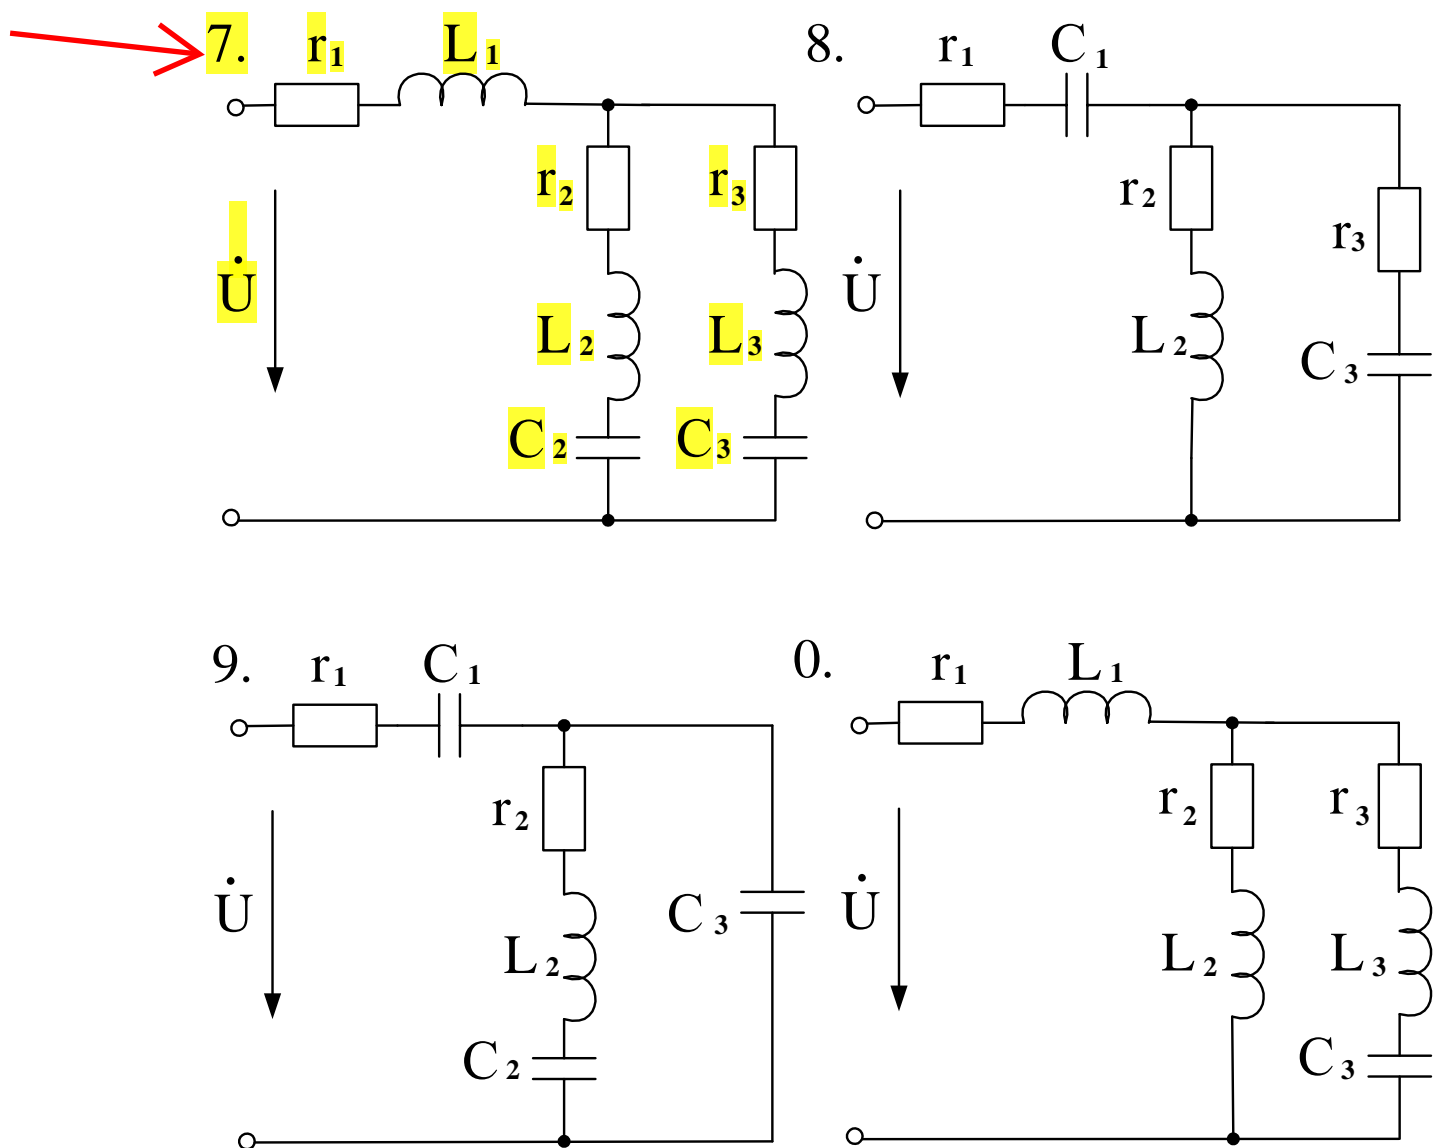 7. r₁ L₁
r₂ r₃
U̇
L₂ L₃
C₂ C₃
8. r₁ C₁
r₂
r₃
U̇
L₂
C₃
9. r₁ C₁
r₂
U̇
C₃
L₂
C₂
0. r₁ L₁
r₂ r₃
U̇
L₂ L₃
C₃